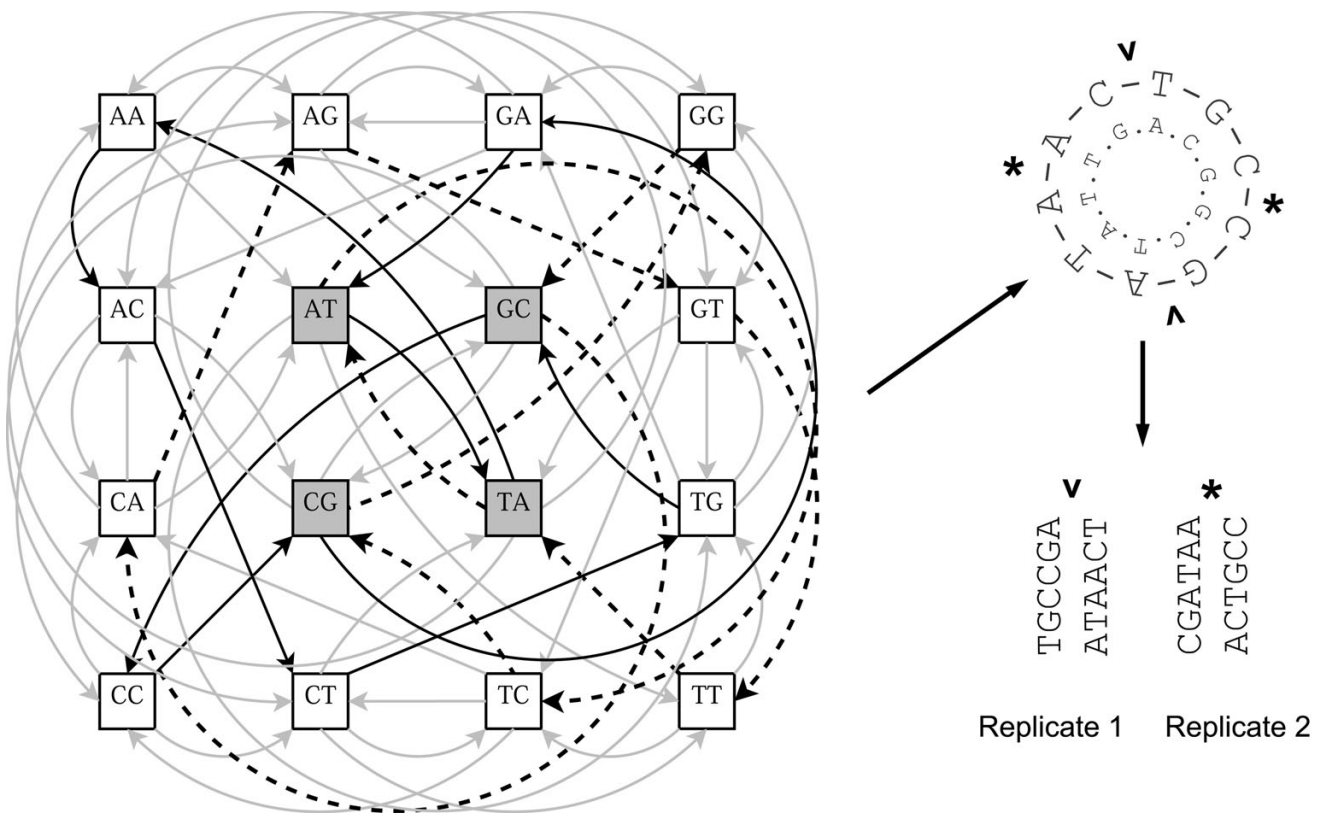 AA AG GA GG
AC AT GC GT
CA CG TA TG
CC CT TC TT
v
C – T – G – C – C – G – A – T – A – A
G · A · C · G · G · C · T · A · T · T
* *
v
v *
TGCCGA
ATAACT
CGATAA
ACTGCC
Replicate 1 Replicate 2